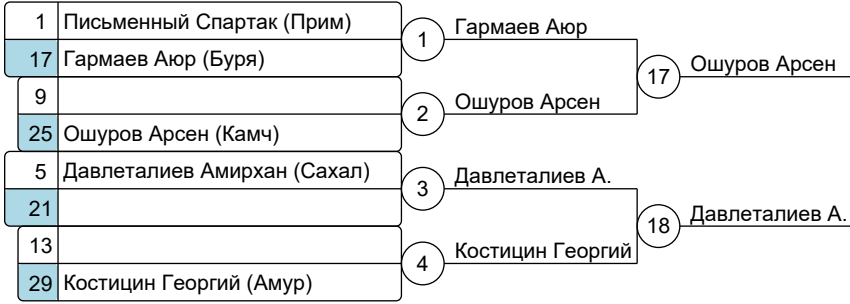 1 Письменный Спартак (Прим)
17 Гармаев Аюр (Буря)
1 Гармаев Аюр
9
25 Ошуров Арсен (Камч)
2 Ошуров Арсен
17 Ошуров Арсен
5 Давлеталиев Амирхан (Сахал)
21
3 Давлеталиев А.
13
29 Костицин Георгий (Амур)
4 Костицин Георгий
18 Давлеталиев А.